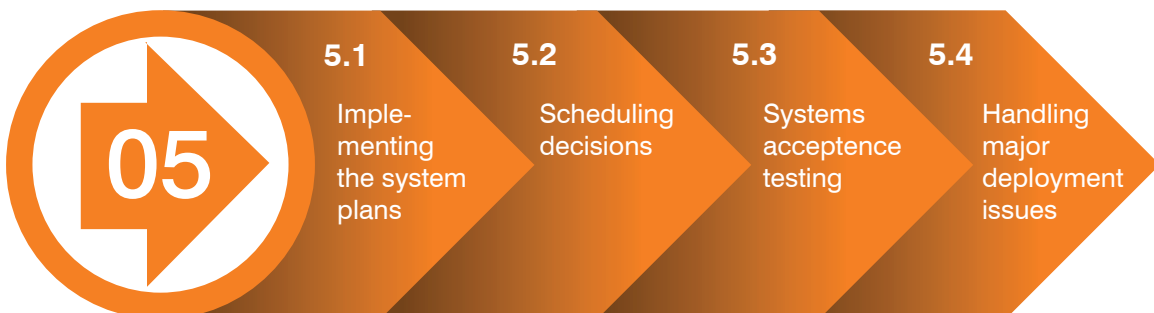 05
5.1
Imple-
menting
the system
plans
5.2
Scheduling
decisions
5.3
Systems
acceptence
testing
5.4
Handling
major
deployment
issues